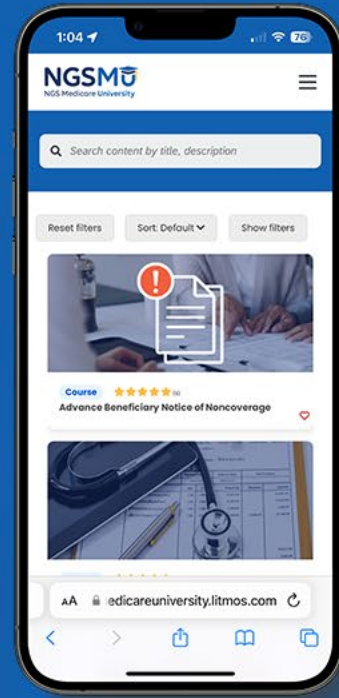 1:04
76
NGSMU
NGS Medicare University
Search content by title, description
Reset filters
Sort: Default
Show filters
Course
Advance Beneficiary Notice of Noncoverage
AA
edicareuniversity.litmos.com